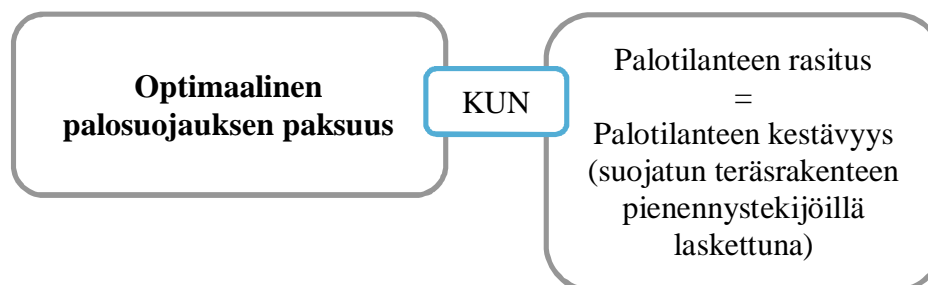 Optimaalinen
palosuojauksen paksuus
KUN
Palotilanteen rasitus
=
Palotilanteen kestävyys
(suojatun teräsrakenteen
pienennystekijöillä
laskettuna)